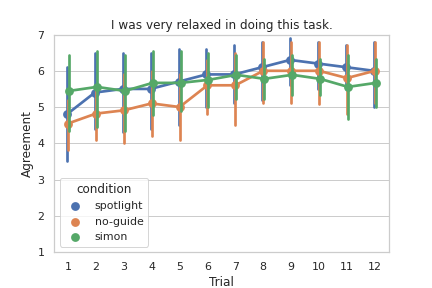 I was very relaxed in doing this task.
7
6
5
4
3
2
1
Agreement
condition
spotlight
no-guide
simon
1 2 3 4 5 6 7 8 9 10 11 12
Trial